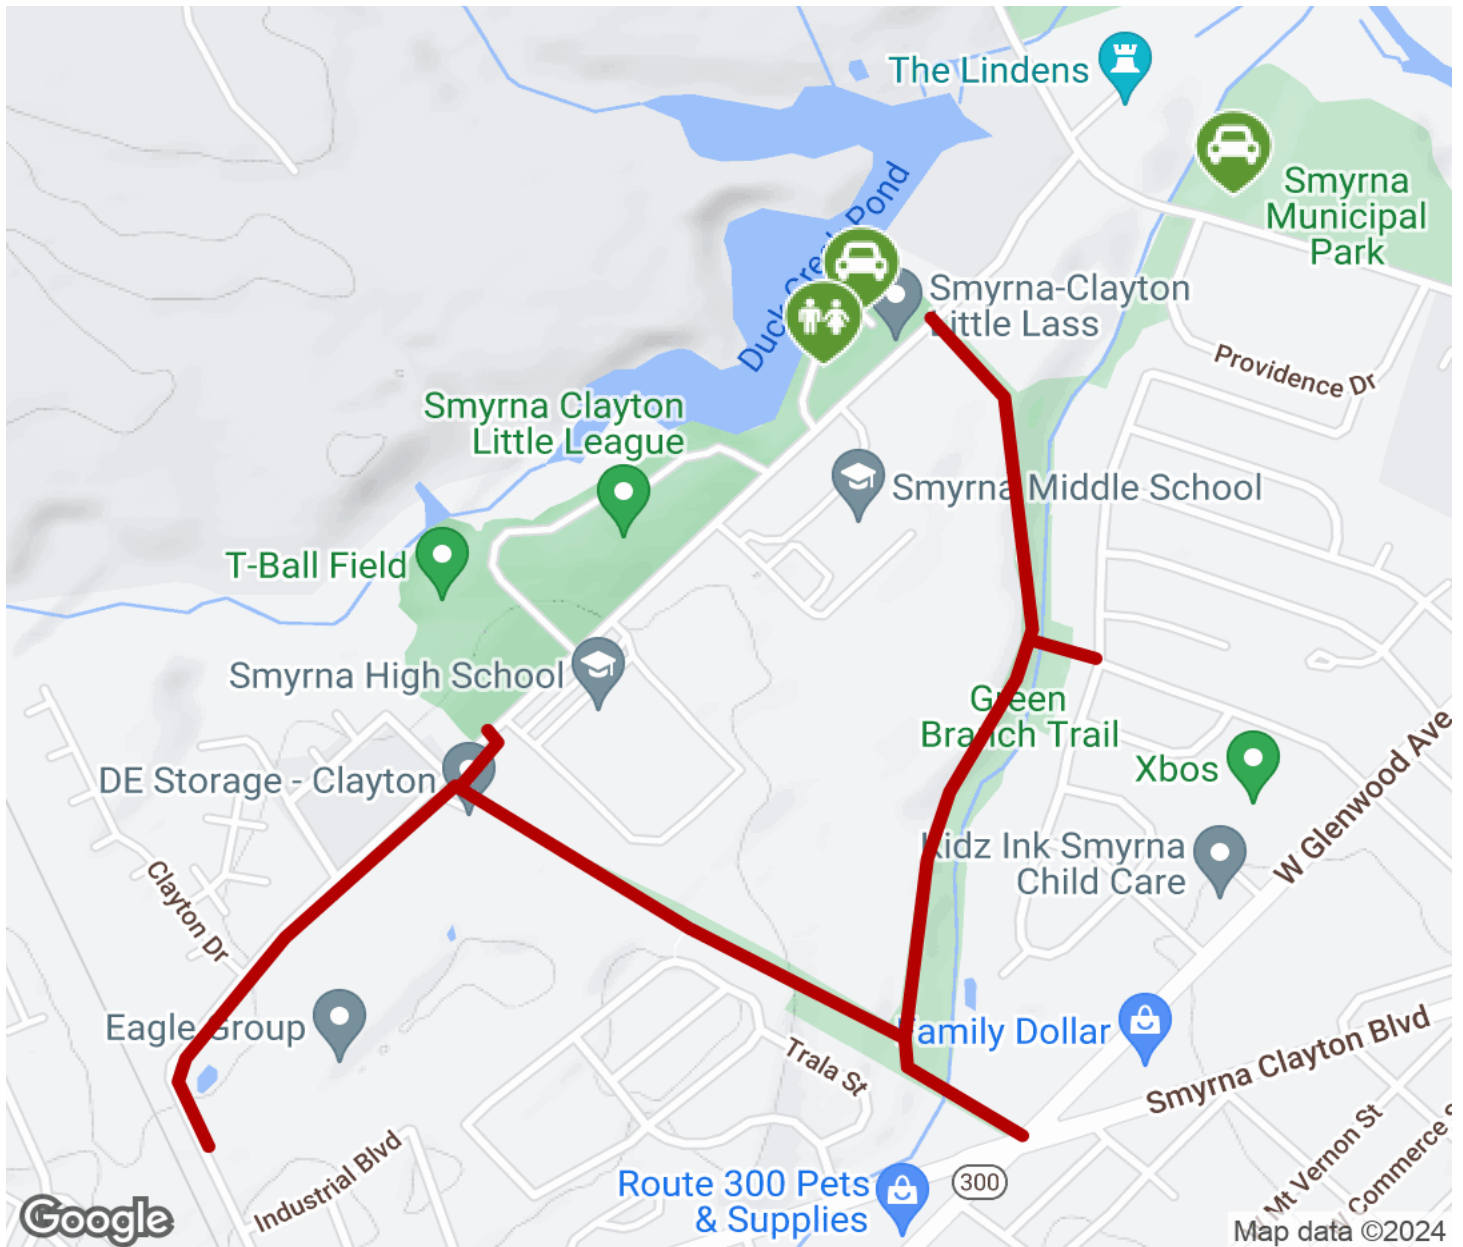 The Lindens
Smyrna
Municipal
Park
Duck Creek Pond
Smyrna-Clayton
Little Lass
Providence Dr
Smyrna Clayton
Little League
Smyrna Middle School
T-Ball Field
Smyrna High School
Green
Branch Trail
Xbos
W Glenwood Ave
DE Storage - Clayton
Kidz Ink Smyrna
Child Care
Clayton Dr
Eagle Group
Family Dollar
Smyrna Clayton Blvd
Trala St
Industrial Blvd
W Mt Vernon St
W Commerce S
Route 300 Pets
& Supplies
300
Google
Map data ©2024